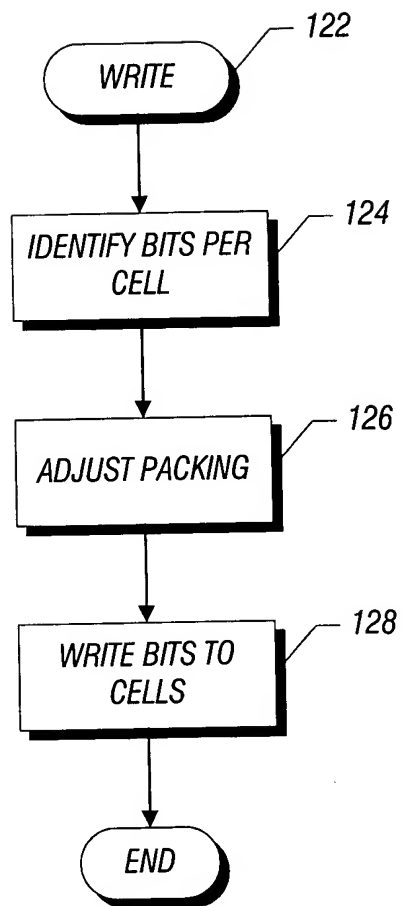 WRITE
122
IDENTIFY BITS PER
CELL
124
ADJUST PACKING
126
WRITE BITS TO
CELLS
128
END